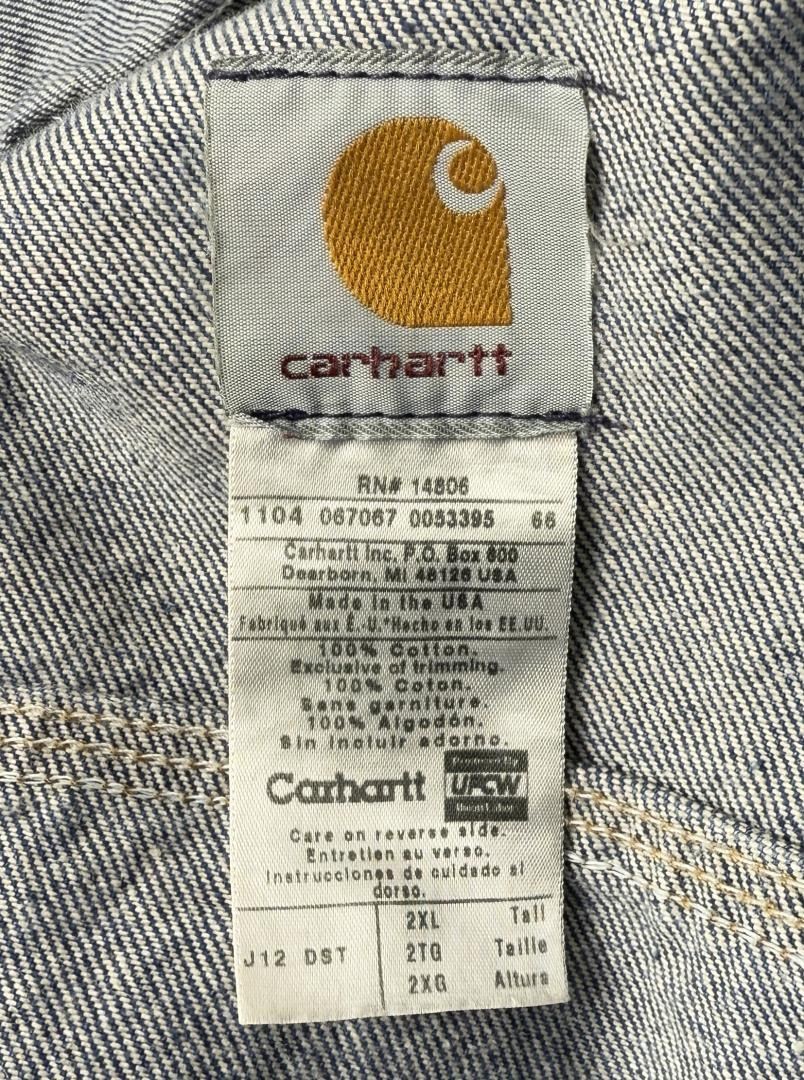 carhartt
RN# 14806
1104 067067 0053395 66
Carhartt Inc. P.O. Box 600
Dearborn, MI 48126 USA
Made in the USA
Fabriqué aux É.-U.*Hecho en los EE.UU.
100% Cotton.
Exclusive of trimming.
100% Coton.
Sans garniture.
100% Algodón.
Sin incluir adorno.
Carhartt UFCW
Care on reverse side.
Entretien au verso.
Instrucciones de cuidado al
dorso.
J12 DST
2XL Tall
2TG Taille
2XG Altura